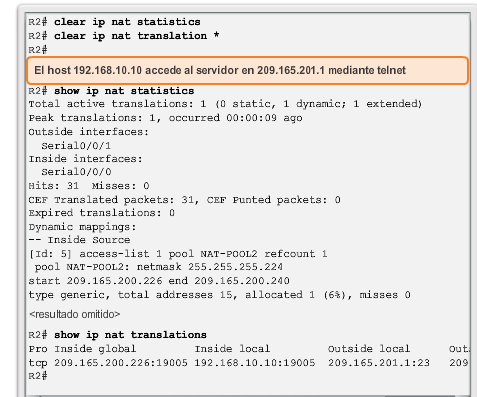 R2# clear ip nat statistics
R2# clear ip nat translation *
R2#
El host 192.168.10.10 accede al servidor en 209.165.201.1 mediante telnet
R2# show ip nat statistics
Total active translations: 1 (0 static, 1 dynamic; 1 extended)
Peak translations: 1, occurred 00:00:09 ago
Outside interfaces:
Serial0/0/1
Inside interfaces:
Serial0/0/0
Hits: 31 Misses: 0
CEF Translated packets: 31, CEF Punted packets: 0
Expired translations: 0
Dynamic mappings:
-- Inside Source
[Id: 5] access-list 1 pool NAT-POOL2 refcount 1
pool NAT-POOL2: netmask 255.255.255.224
start 209.165.200.226 end 209.165.200.240
type generic, total addresses 15, allocated 1 (6%), misses 0
<resultado omitido>
R2# show ip nat translations
Pro Inside global Inside local Outside local Out
tcp 209.165.200.226:19005 192.168.10.10:19005 209.165.201.1:23 209
R2#